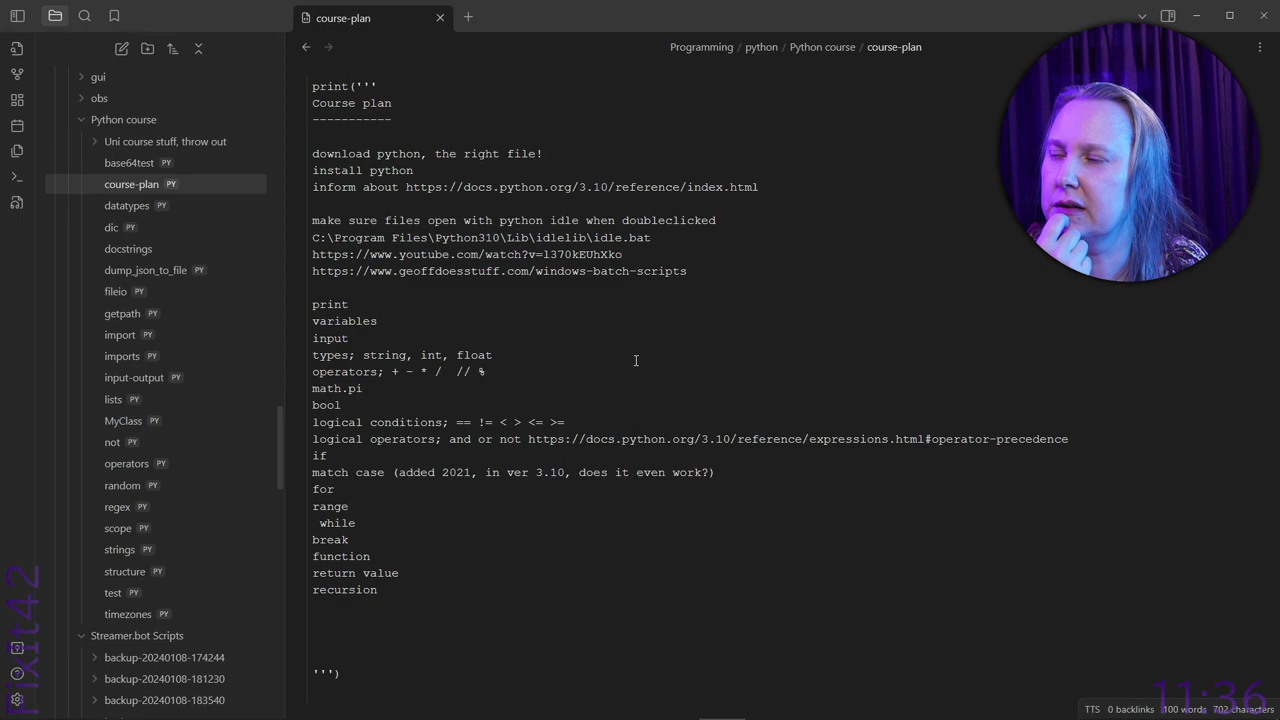 course-plan
Programming / python / Python course / course-plan
gui
obs
Python course
Uni course stuff, throw out
base64test PY
course-plan PY
datatypes PY
dic PY
docstrings
dump_json_to_file PY
fileio PY
getpath PY
import PY
imports PY
input-output PY
lists PY
MyClass PY
not PY
operators PY
random PY
regex PY
scope PY
strings PY
structure PY
test PY
timezones PY
Streamer.bot Scripts
backup-20240108-174244
backup-20240108-181230
backup-20240108-183540
print('''
Course plan
-----------
download python, the right file!
install python
inform about https://docs.python.org/3.10/reference/index.html
make sure files open with python idle when doubleclicked
C:\Program Files\Python310\Lib\idlelib\idle.bat
https://www.youtube.com/watch?v=l370kEUhXko
https://www.geoffdoesstuff.com/windows-batch-scripts
print
variables
input
types; string, int, float
operators; + - * / // %
math.pi
bool
logical conditions; == != < > <= >=
logical operators; and or not https://docs.python.org/3.10/reference/expressions.html#operator-precedence
if
match case (added 2021, in ver 3.10, does it even work?)
for
range
while
break
function
return value
recursion
''')
fixit42
11:36
TTS 0 backlinks 100 words 702 characters